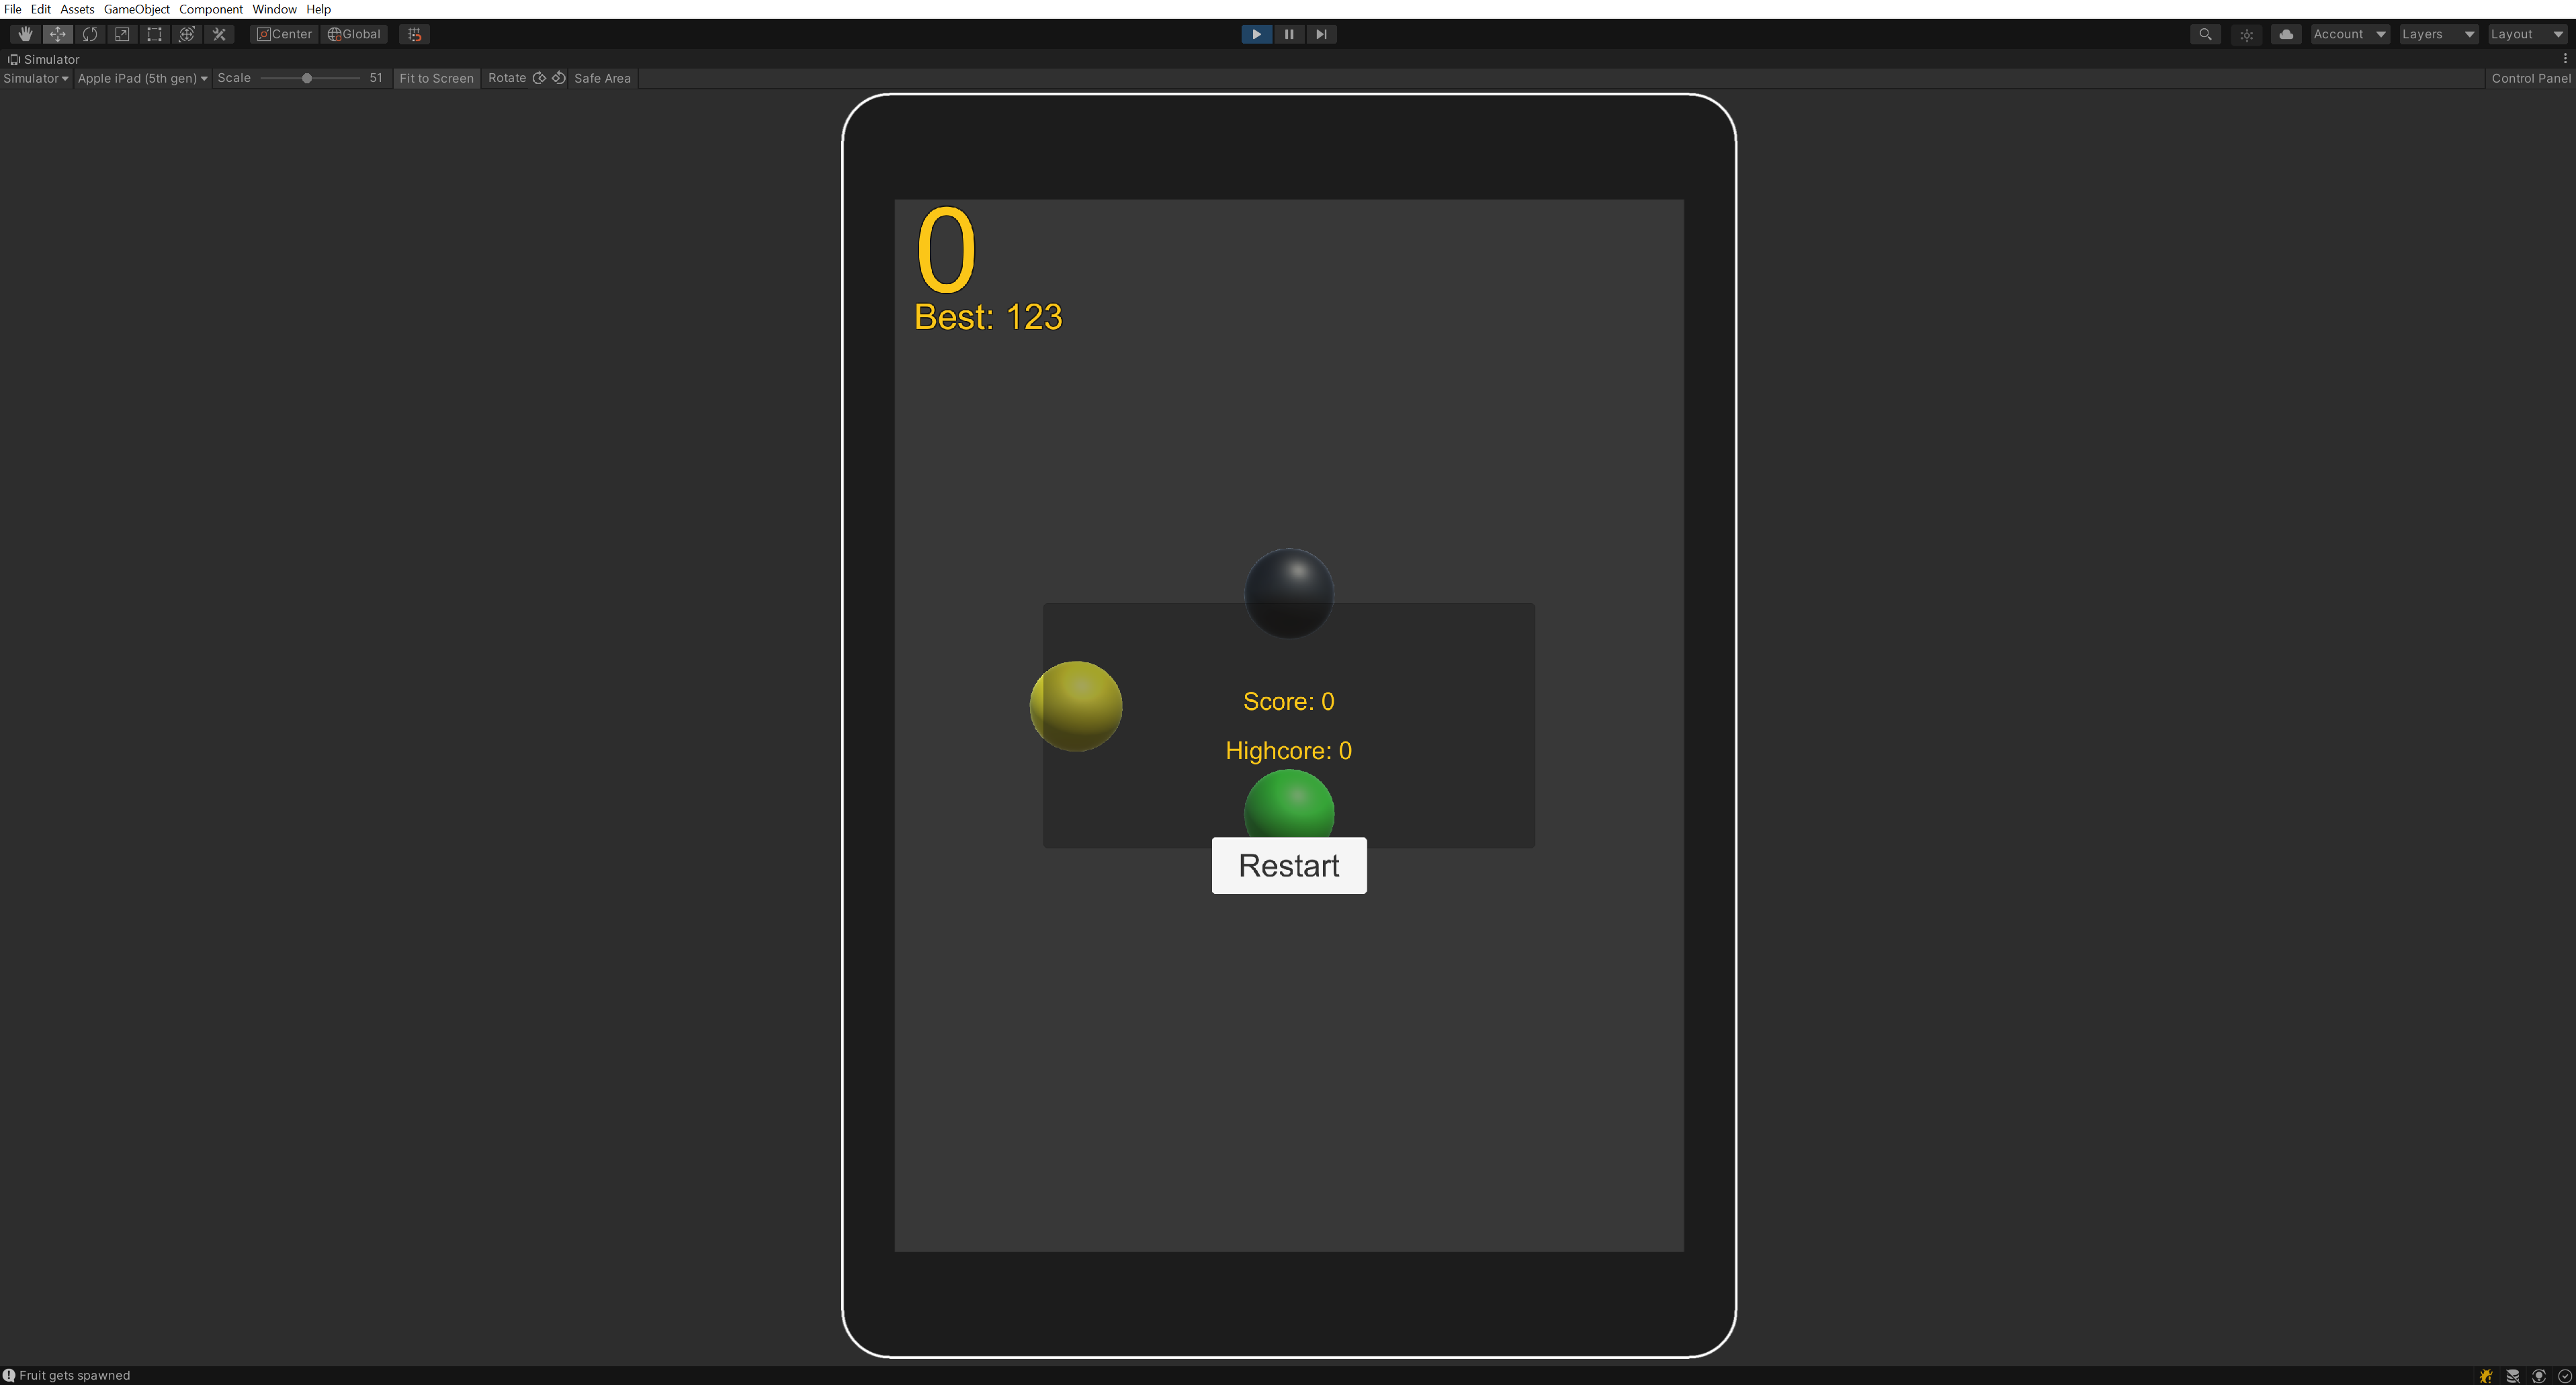 File Edit Assets GameObject Component Window Help
Center Global Account Layers Layout
Simulator
Simulator Apple iPad (5th gen) Scale 51 Fit to Screen Rotate Safe Area Control Panel
0
Best: 123
Score: 0
Highcore: 0
Restart
Fruit gets spawned